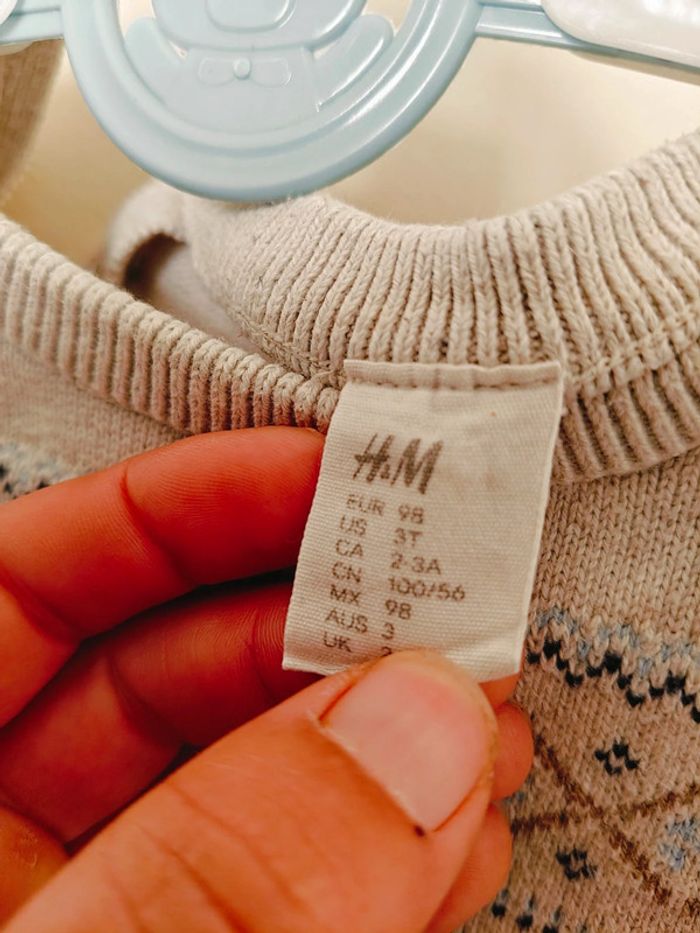 H&M
EUR 98
US 3T
CA 2-3A
CN 100/56
MX 98
AUS 3
UK